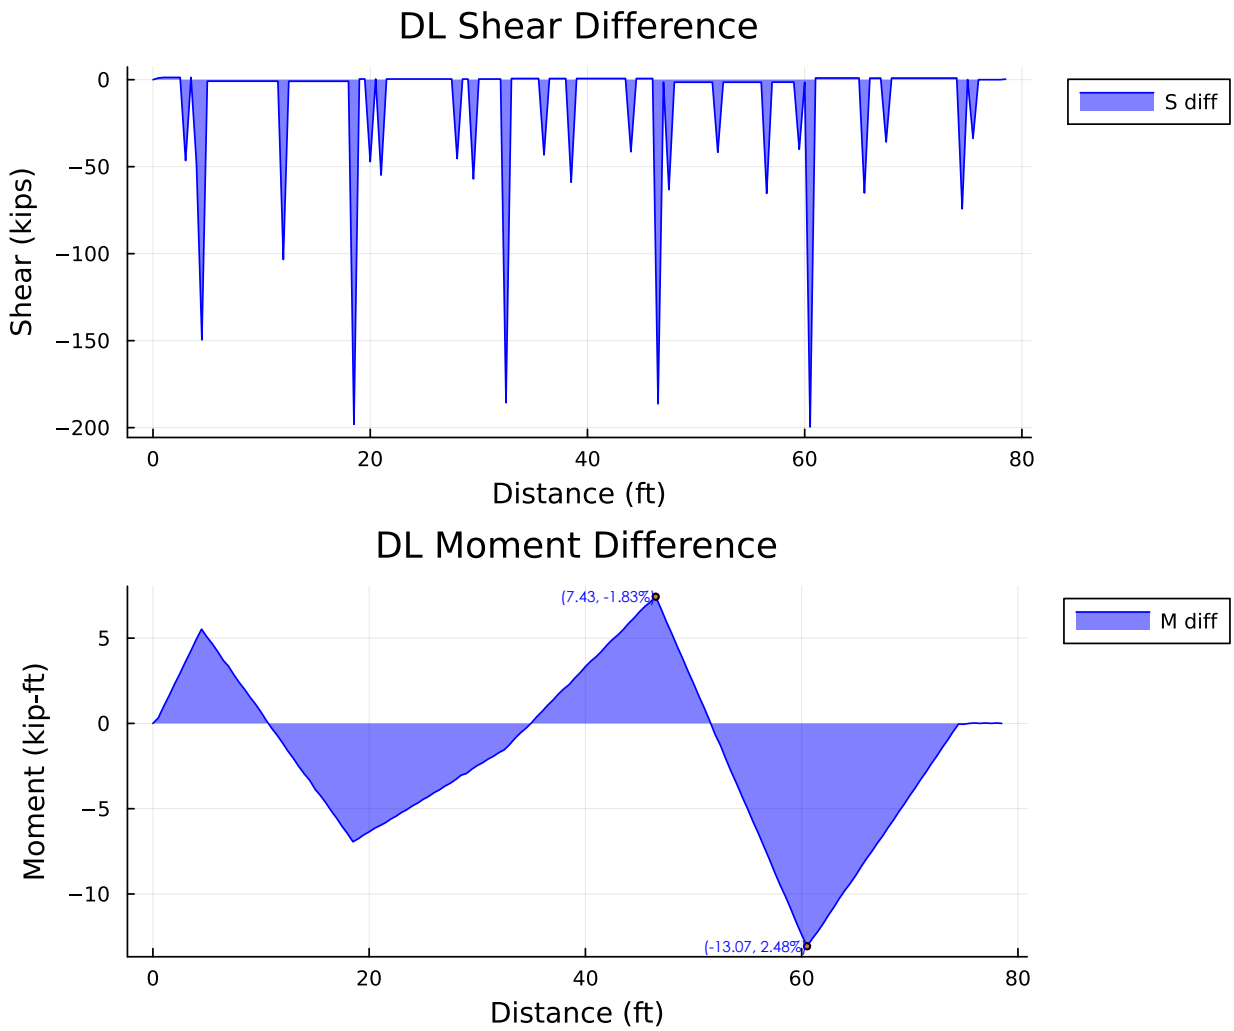 DL Shear Difference
0
−50
−100
−150
−200
Shear (kips)
0 20 40 60 80
Distance (ft)
S diff
DL Moment Difference
(7.43, -1.83%)
5
0
−5
−10
(-13.07, 2.48%)
Moment (kip-ft)
0 20 40 60 80
Distance (ft)
M diff